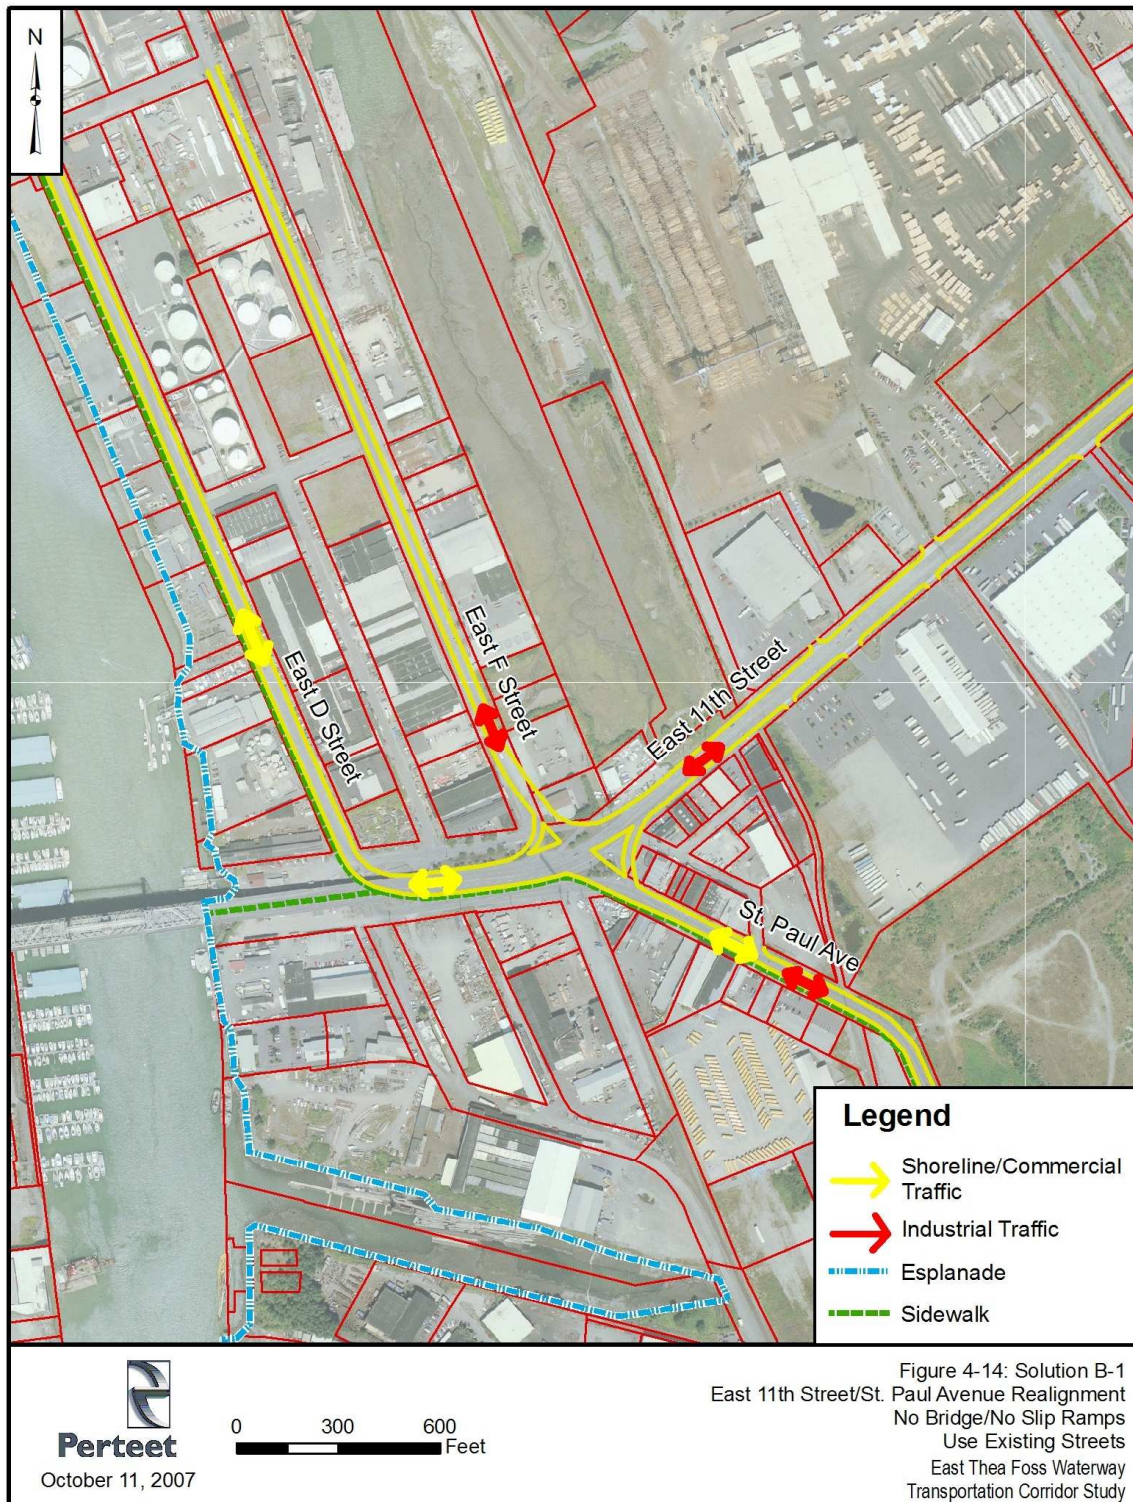 N
East D Street
East F Street
East 11th Street
St. Paul Ave
Legend
Shoreline/Commercial
Traffic
Industrial Traffic
Esplanade
Sidewalk
Perteet
October 11, 2007
0 300 600
Feet
Figure 4-14: Solution B-1
East 11th Street/St. Paul Avenue Realignment
No Bridge/No Slip Ramps
Use Existing Streets
East Thea Foss Waterway
Transportation Corridor Study